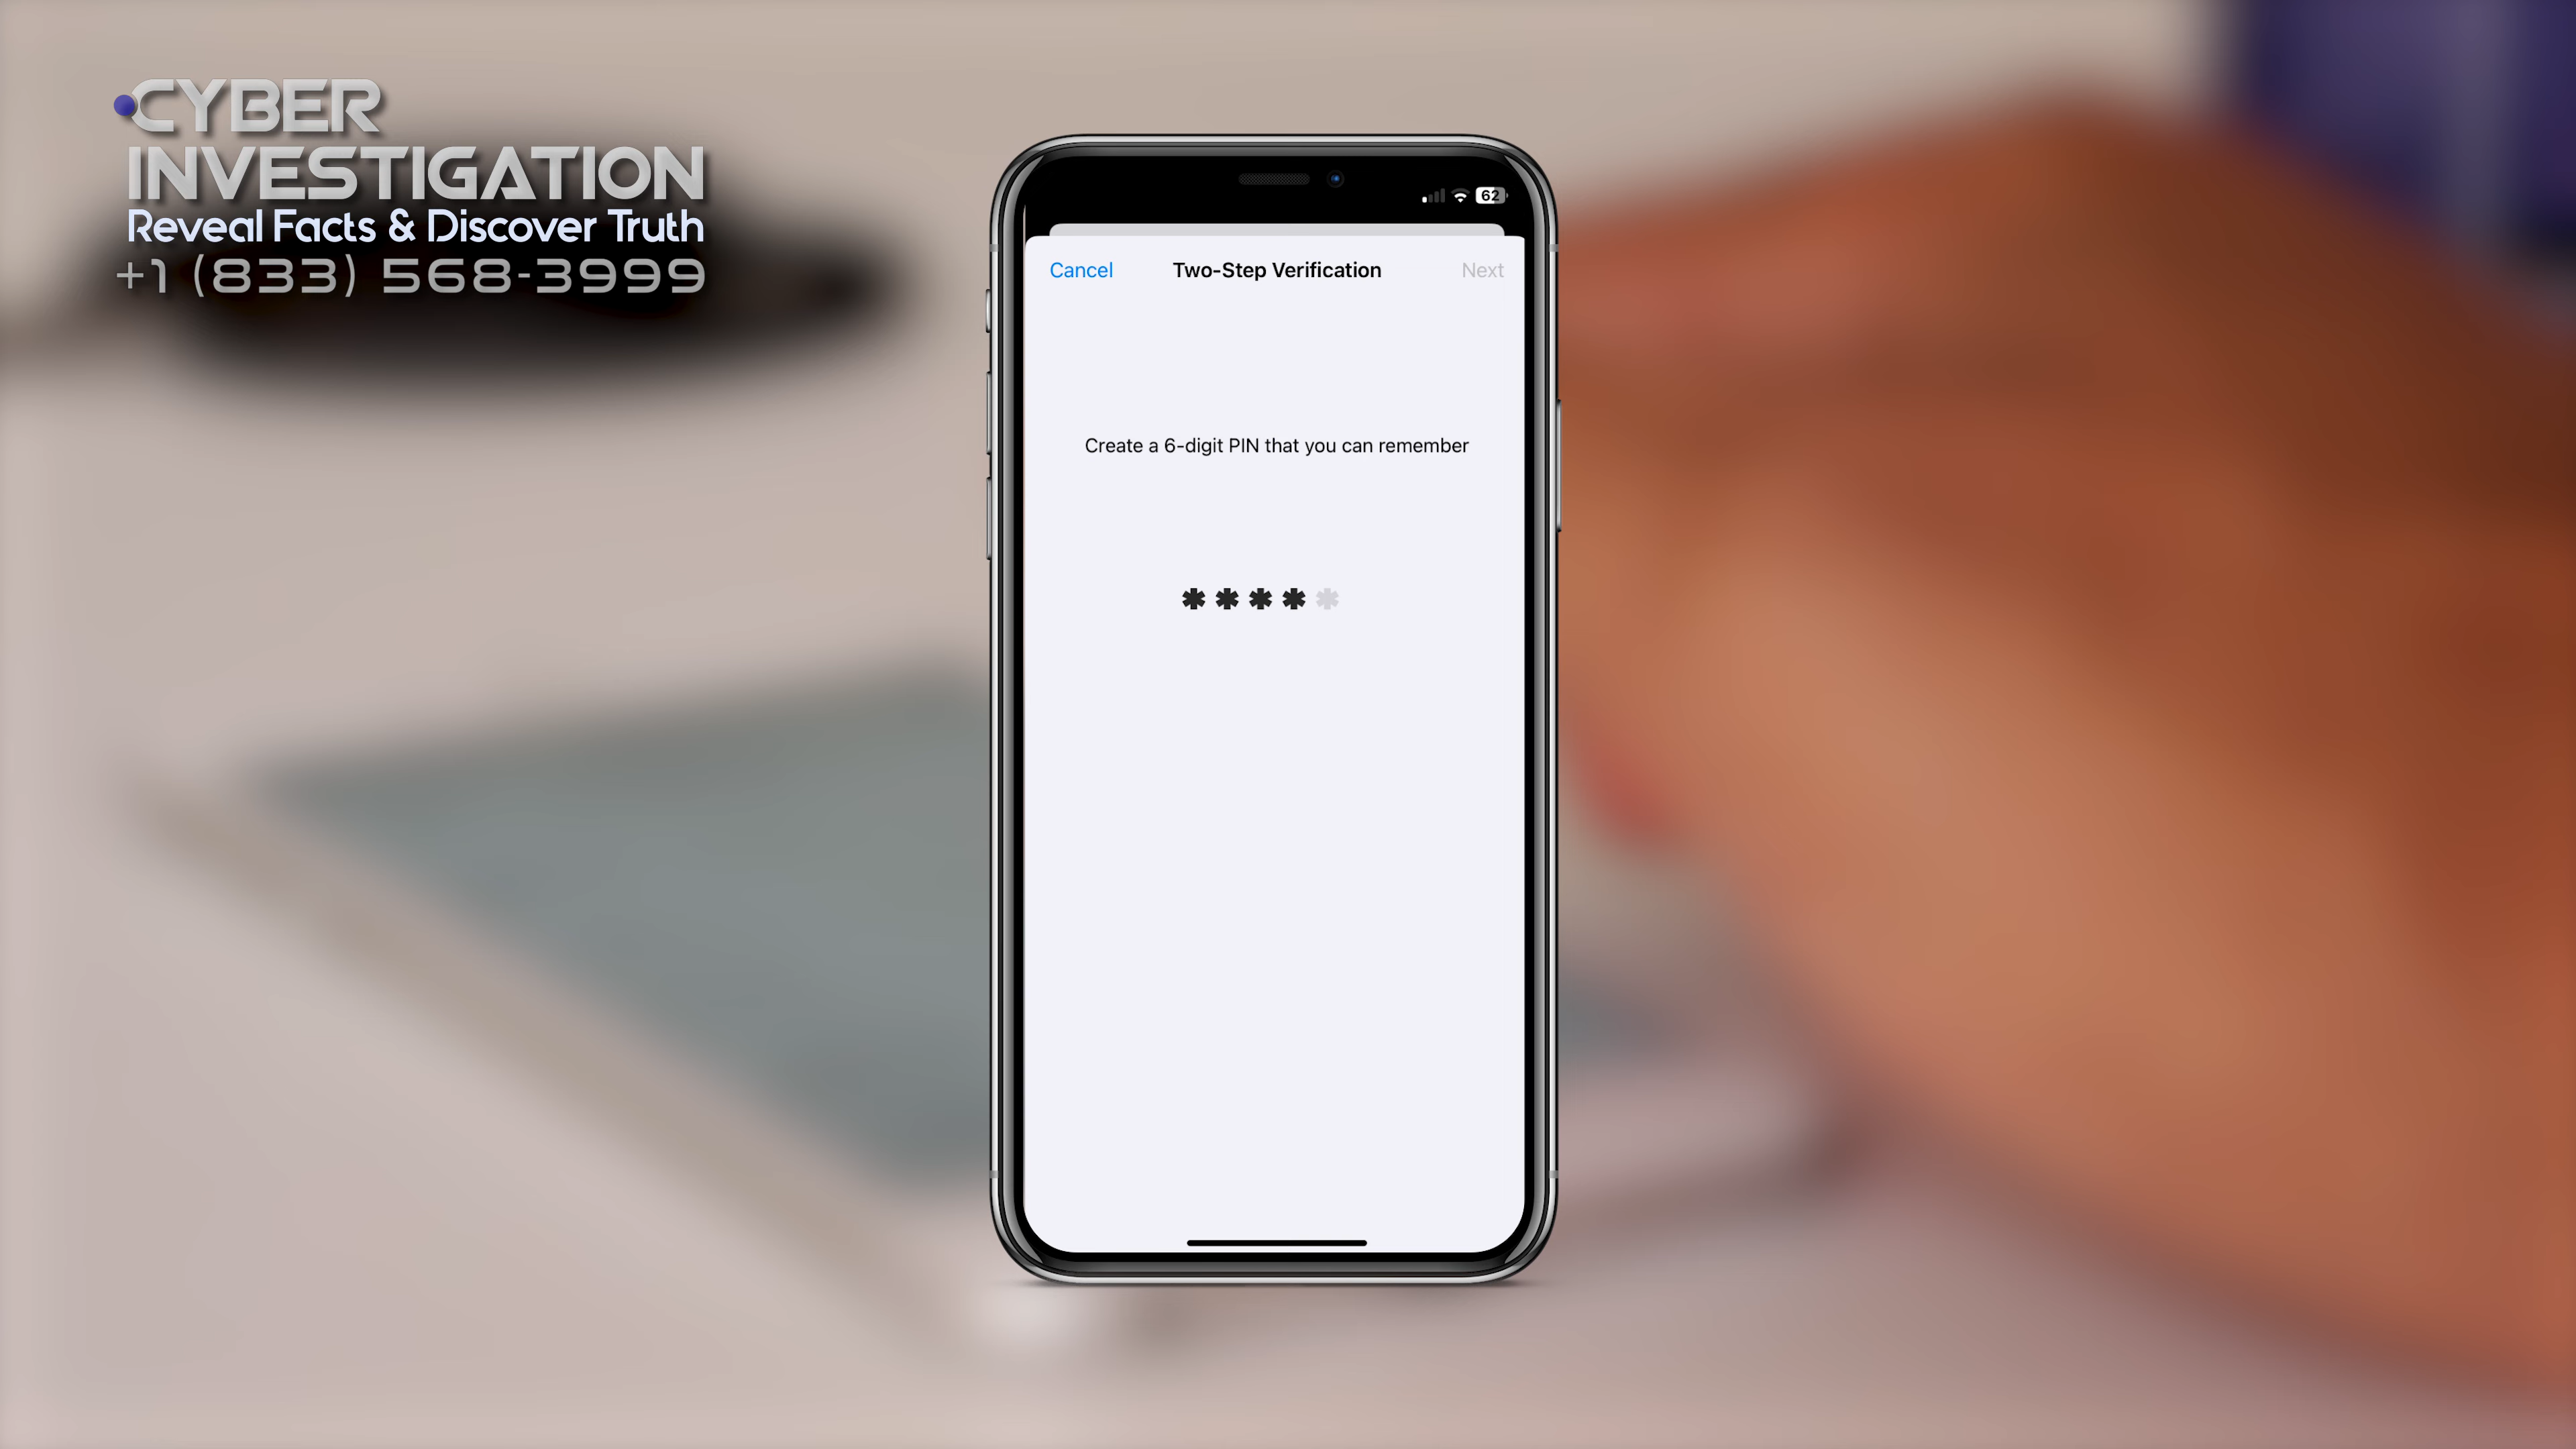 CYBER
INVESTIGATION
Reveal Facts & Discover Truth
+1 (833) 568-3999
62
Cancel Two-Step Verification Next
Create a 6-digit PIN that you can remember
* * * * *